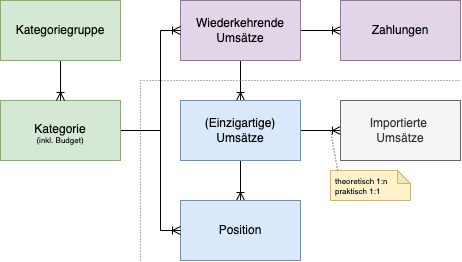 Kategoriegruppe
Wiederkehrende
Umsätze
Zahlungen
Kategorie
(inkl. Budget)
(Einzigartige)
Umsätze
Importierte
Umsätze
theoretisch 1:n
praktisch 1:1
Position